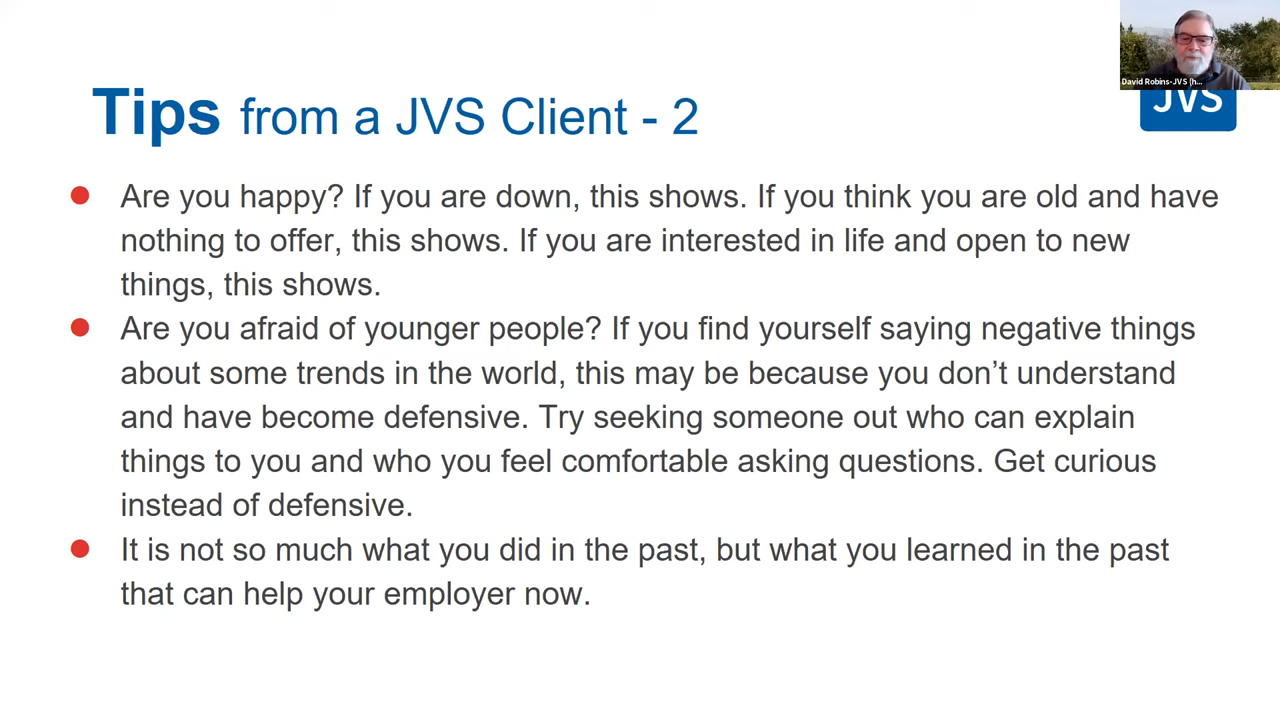 Tips from a JVS Client - 2
David Robins-JVS (h...
JVS
Are you happy? If you are down, this shows. If you think you are old and have
nothing to offer, this shows. If you are interested in life and open to new
things, this shows.
Are you afraid of younger people? If you find yourself saying negative things
about some trends in the world, this may be because you don’t understand
and have become defensive. Try seeking someone out who can explain
things to you and who you feel comfortable asking questions. Get curious
instead of defensive.
It is not so much what you did in the past, but what you learned in the past
that can help your employer now.